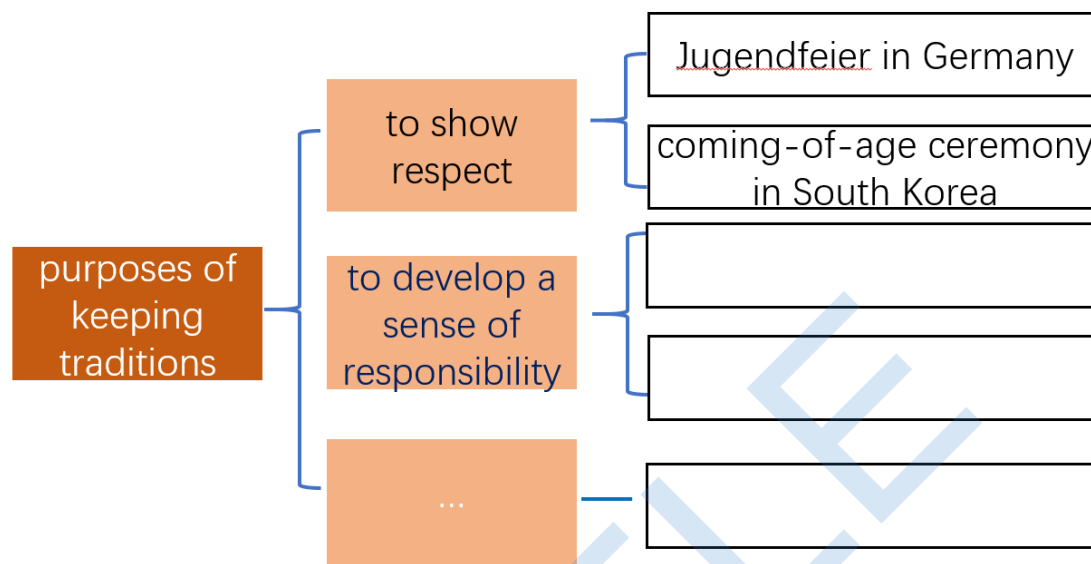 purposes of
keeping
traditions
to show
respect
Jugendfeier in Germany
coming-of-age ceremony
in South Korea
to develop a
sense of
responsibility
...
LE